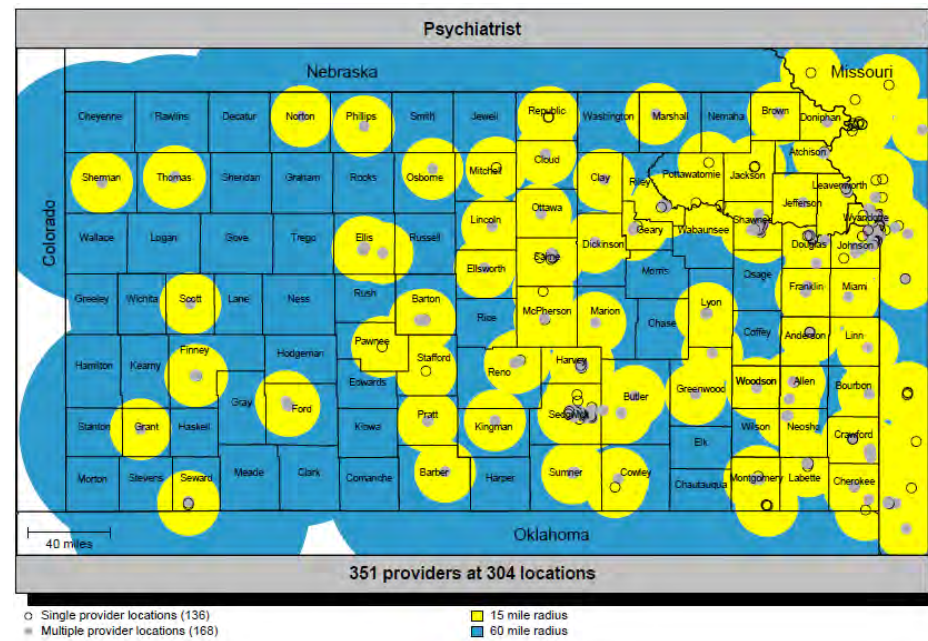 Psychiatrist
Nebraska
Missouri
Cheyenne Rawlins Decatur Norton Phillips Smith Jewell Republic Washington Marshall Nemaha Brown Doniphan
Atchison
Sherman Thomas Sheridan Graham Rooks Osborne Mitchell Cloud Clay Riley Pottawatomie Jackson Leavenworth
Jefferson Wyandotte
Colorado
Wallace Logan Gove Trego Ellis Russell Lincoln Ottawa Dickinson Geary Wabaunsee Shawnee Douglas Johnson
Ellsworth Saline Morris Osage
Greeley Wichita Scott Lane Ness Rush Barton Rice McPherson Marion Chase Lyon Franklin Miami
Coffey Anderson Linn
Hamilton Kearny Finney Hodgeman Pawnee Stafford Reno Harvey
Gray Ford Edwards Sedgwick Butler Greenwood Woodson Allen Bourbon
Stanton Grant Haskell Kiowa Pratt Kingman Elk Wilson Neosho Crawford
Morton Stevens Seward Meade Clark Comanche Barber Harper Sumner Cowley Chautauqua Montgomery Labette Cherokee
40 miles
Oklahoma
351 providers at 304 locations
Single provider locations (136)
15 mile radius
Multiple provider locations (168)
60 mile radius